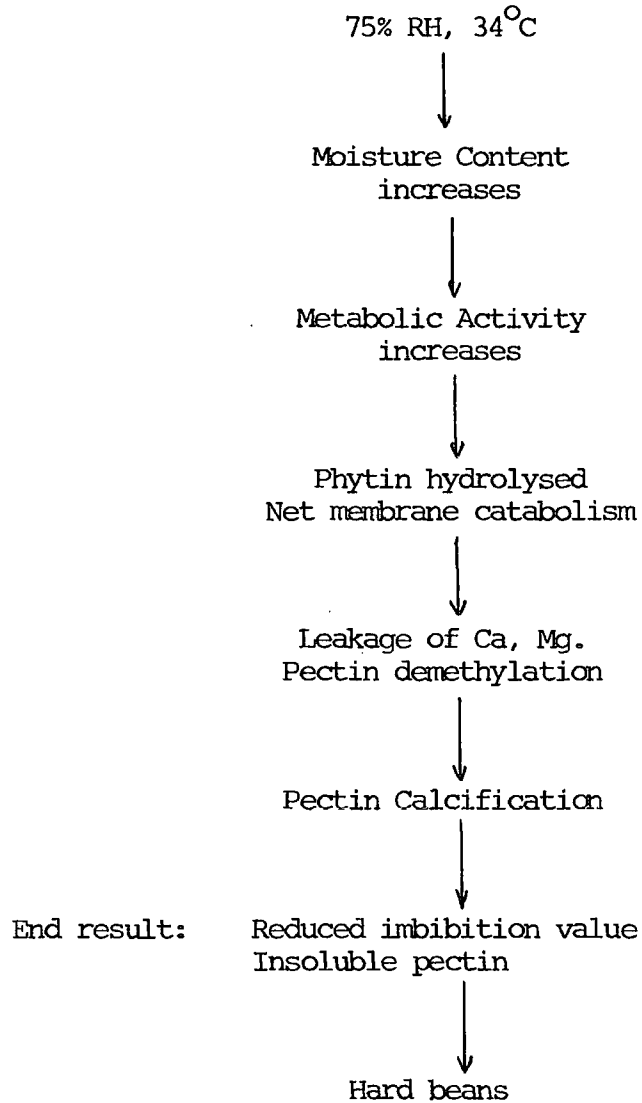 75% RH, 34°C
Moisture Content
increases
Metabolic Activity
increases
Phytin hydrolysed
Net membrane catabolism
Leakage of Ca, Mg.
Pectin demethylation
Pectin Calcification
End result: Reduced imbibition value
Insoluble pectin
Hard beans